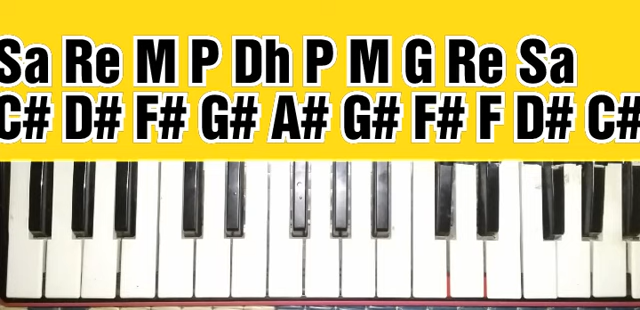 Sa Re M P Dh P M G Re Sa
C# D# F# G# A# G# F# F D# C#